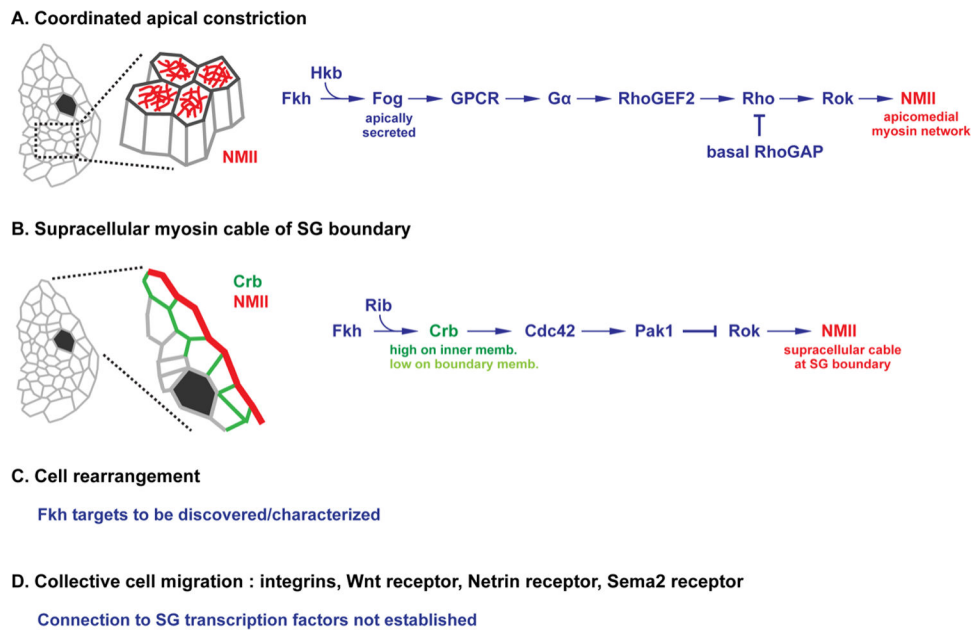 A. Coordinated apical constriction
NMII
Hkb
Fkh Fog GPCR Gα RhoGEF2 Rho Rok NMII
apically
secreted
apicomedial
myosin network
basal RhoGAP
B. Supracellular myosin cable of SG boundary
Crb
NMII
Rib
Fkh Crb Cdc42 Pak1 Rok NMII
high on inner memb.
low on boundary memb.
supracellular cable
at SG boundary
C. Cell rearrangement
Fkh targets to be discovered/characterized
D. Collective cell migration : integrins, Wnt receptor, Netrin receptor, Sema2 receptor
Connection to SG transcription factors not established